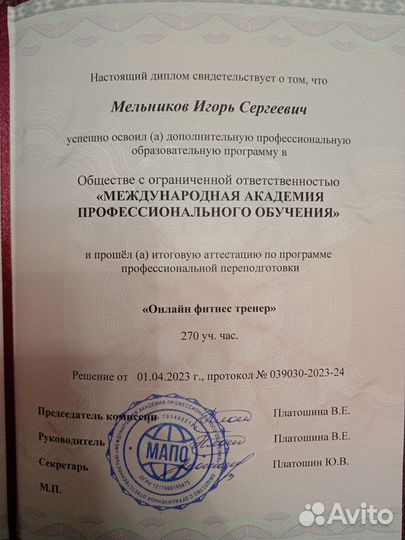 Настоящий диплом свидетельствует о том, что
Мельников Игорь Сергеевич
успешно освоил (а) дополнительную профессиональную
образовательную программу в
Обществе с ограниченной ответственностью
«МЕЖДУНАРОДНАЯ АКАДЕМИЯ
ПРОФЕССИОНАЛЬНОГО ОБУЧЕНИЯ»
и прошёл (а) итоговую аттестацию по программе
профессиональной переподготовки
«Онлайн фитнес тренер»
270 уч. час.
Решение от 01.04.2023 г., протокол № 039030-2023-24
Председатель комиссии Платошина В.Е.
Руководитель Платошина В.Е.
Секретарь Платошин Ю.В.
М.П.
МАПО
Avito